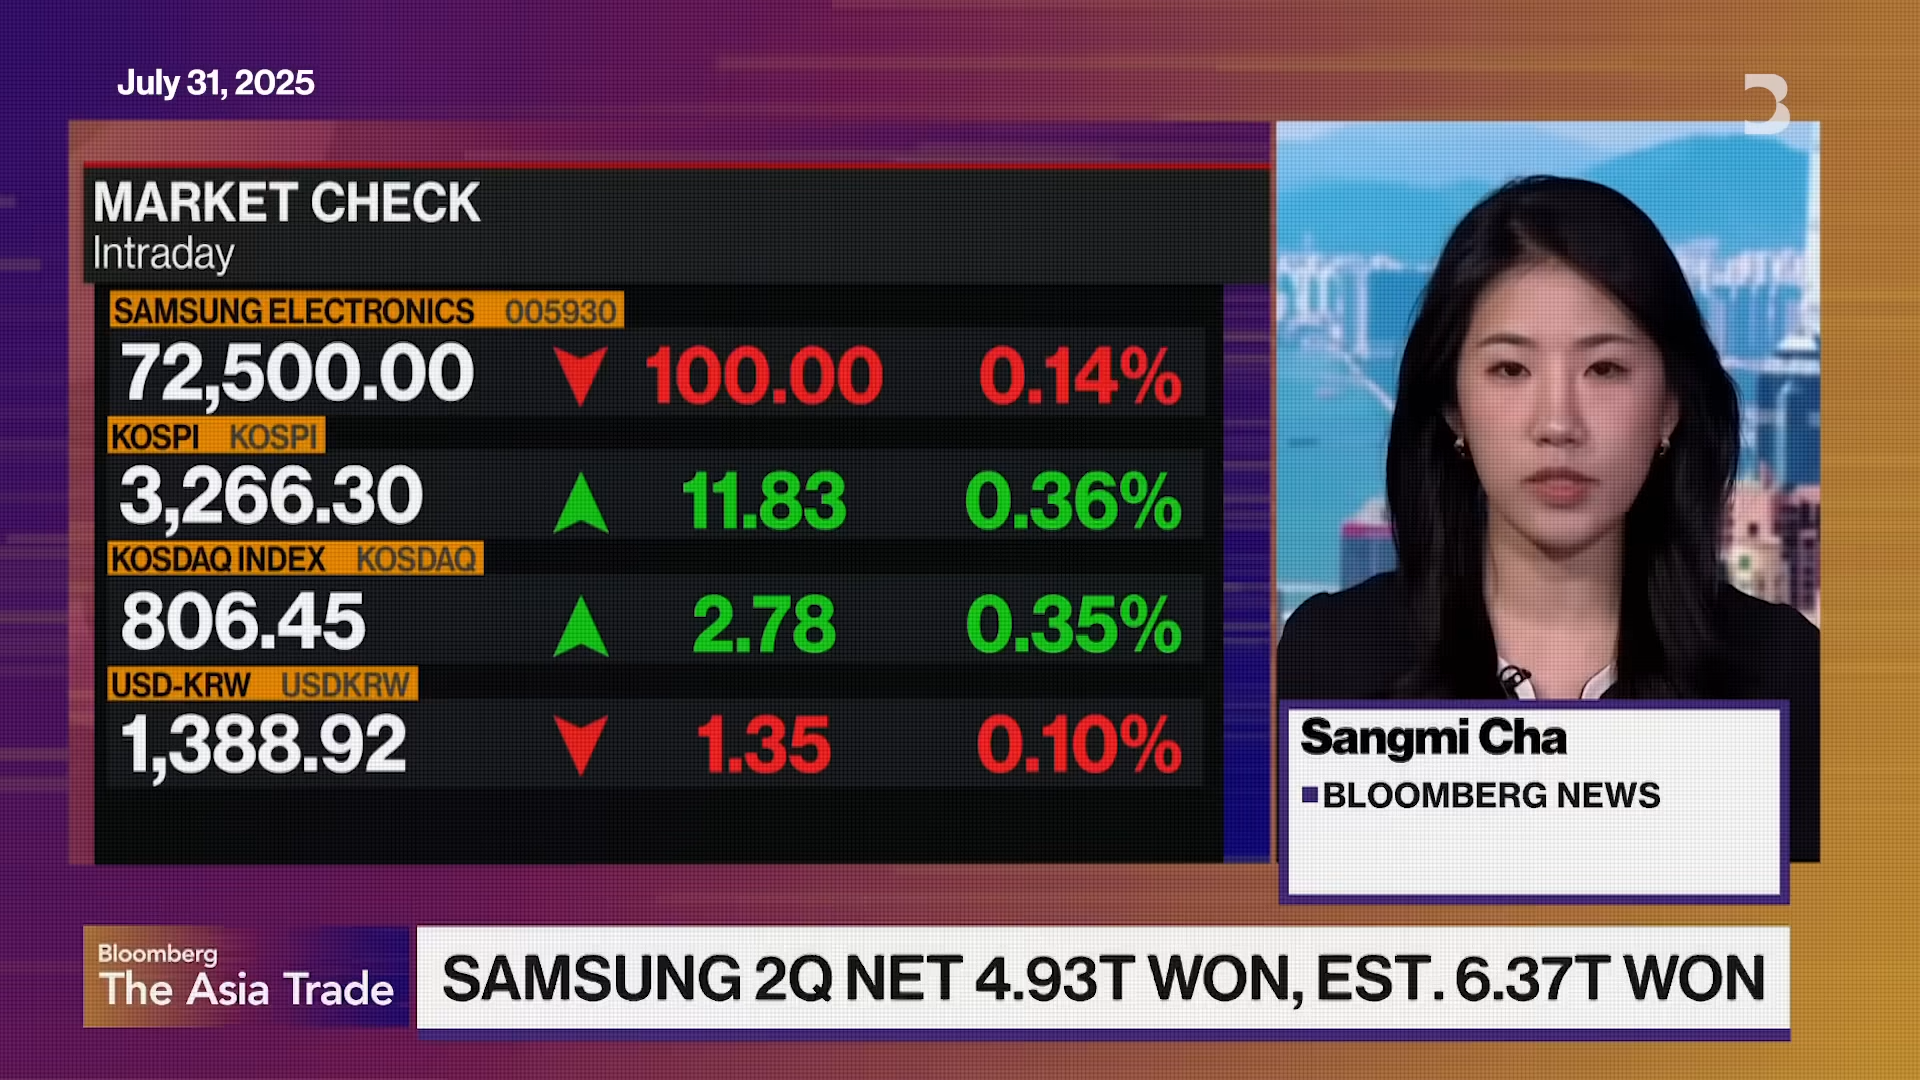 July 31, 2025
MARKET CHECK
Intraday
SAMSUNG ELECTRONICS 005930
72,500.00 100.00 0.14%
KOSPI KOSPI
3,266.30 11.83 0.36%
KOSDAQ INDEX KOSDAQ
806.45 2.78 0.35%
USD-KRW USDKRW
1,388.92 1.35 0.10%
Sangmi Cha
BLOOMBERG NEWS
Bloomberg
The Asia Trade
SAMSUNG 2Q NET 4.93T WON, EST. 6.37T WON